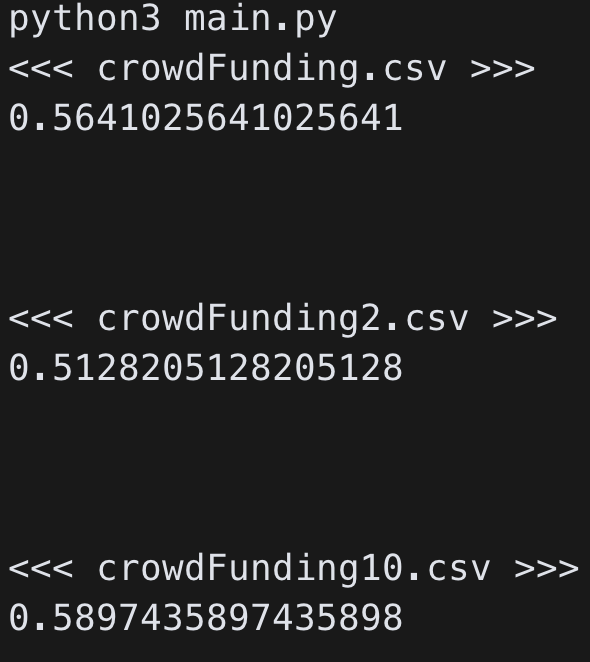 python3 main.py
<<< crowdFunding.csv >>>
0.5641025641025641
<<< crowdFunding2.csv >>>
0.5128205128205128
<<< crowdFunding10.csv >>>
0.5897435897435898